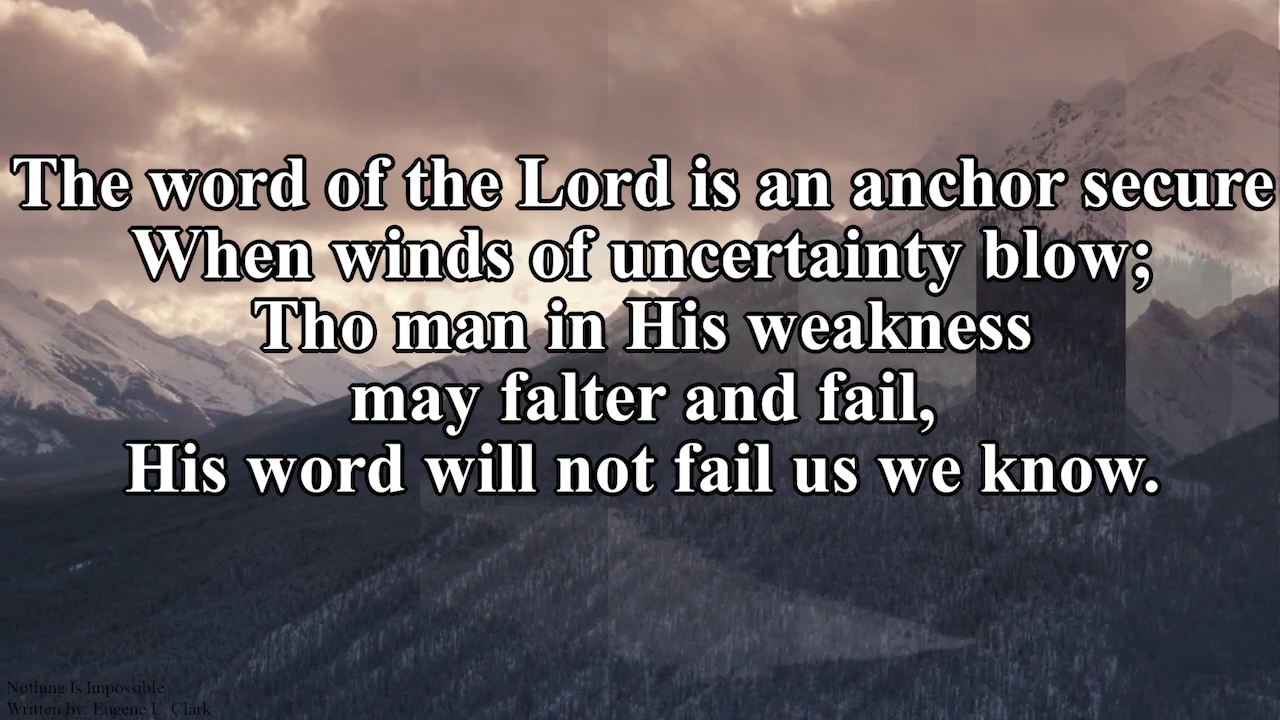 The word of the Lord is an anchor secure
When winds of uncertainty blow;
Tho man in His weakness
may falter and fail,
His word will not fail us we know.
Nothing Is Impossible
Written by: Eugene L. Clark